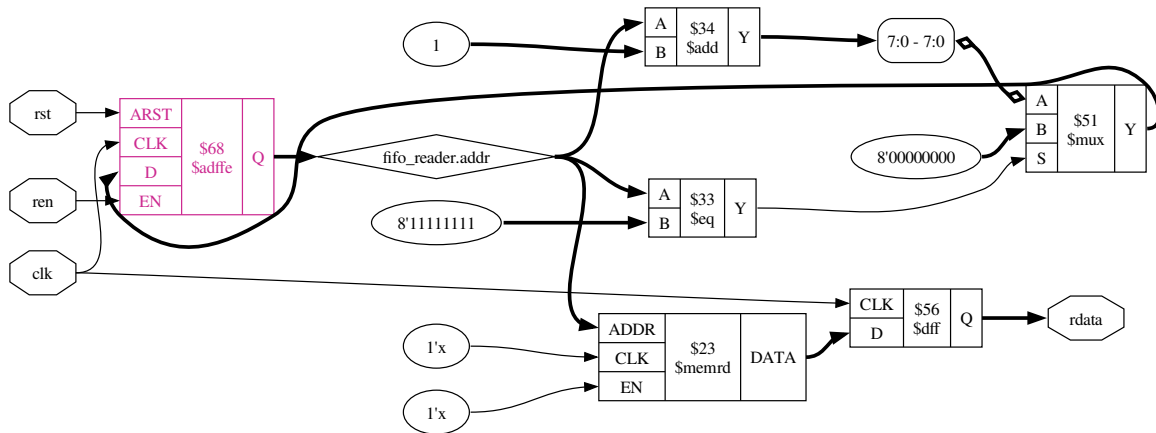 rst
ren
clk
ARST
CLK
D
EN
$68
$adffe
Q
fifo_reader.addr
1
A
B
$34
$add
Y
7:0 - 7:0
8'11111111
A
B
$33
$eq
Y
8'00000000
A
B
S
$51
$mux
Y
1'x
1'x
ADDR
CLK
EN
$23
$memrd
DATA
CLK
D
$56
$dff
Q
rdata